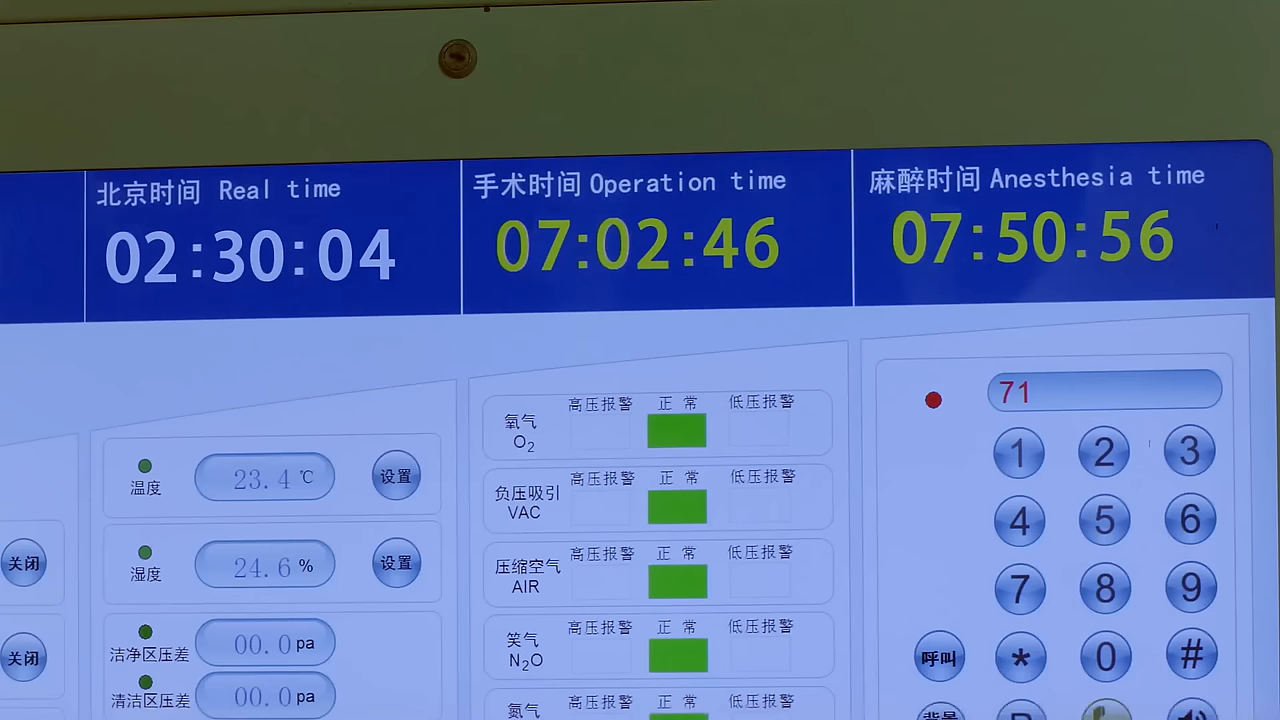 北京时间 Real time
02:30:04
手术时间 Operation time
07:02:46
麻醉时间 Anesthesia time
07:50:56
关闭
关闭
温度
23.4 ℃
设置
湿度
24.6 %
设置
洁净区压差
00.0 pa
清洁区压差
00.0 pa
氧气
O2
高压报警 正常 低压报警
负压吸引
VAC
高压报警 正常 低压报警
压缩空气
AIR
高压报警 正常 低压报警
笑气
N2O
高压报警 正常 低压报警
氮气
高压报警 正常 低压报警
71
1 2 3
4 5 6
7 8 9
呼叫 * 0 #
背景 R